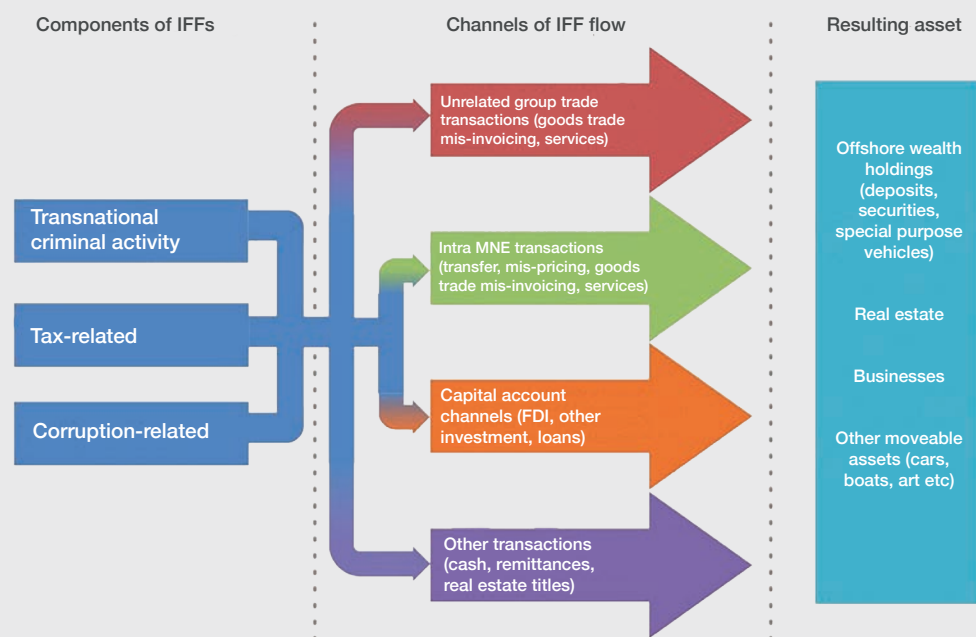 Components of IFFs
Channels of IFF flow
Resulting asset
Transnational
criminal activity
Tax-related
Corruption-related
Unrelated group trade
transactions (goods trade
mis-invoicing, services)
Intra MNE transactions
(transfer, mis-pricing, goods
trade mis-invoicing, services)
Capital account
channels (FDI, other
investment, loans)
Other transactions
(cash, remittances,
real estate titles)
Offshore wealth
holdings
(deposits,
securities,
special purpose
vehicles)
Real estate
Businesses
Other moveable
assets (cars,
boats, art etc)